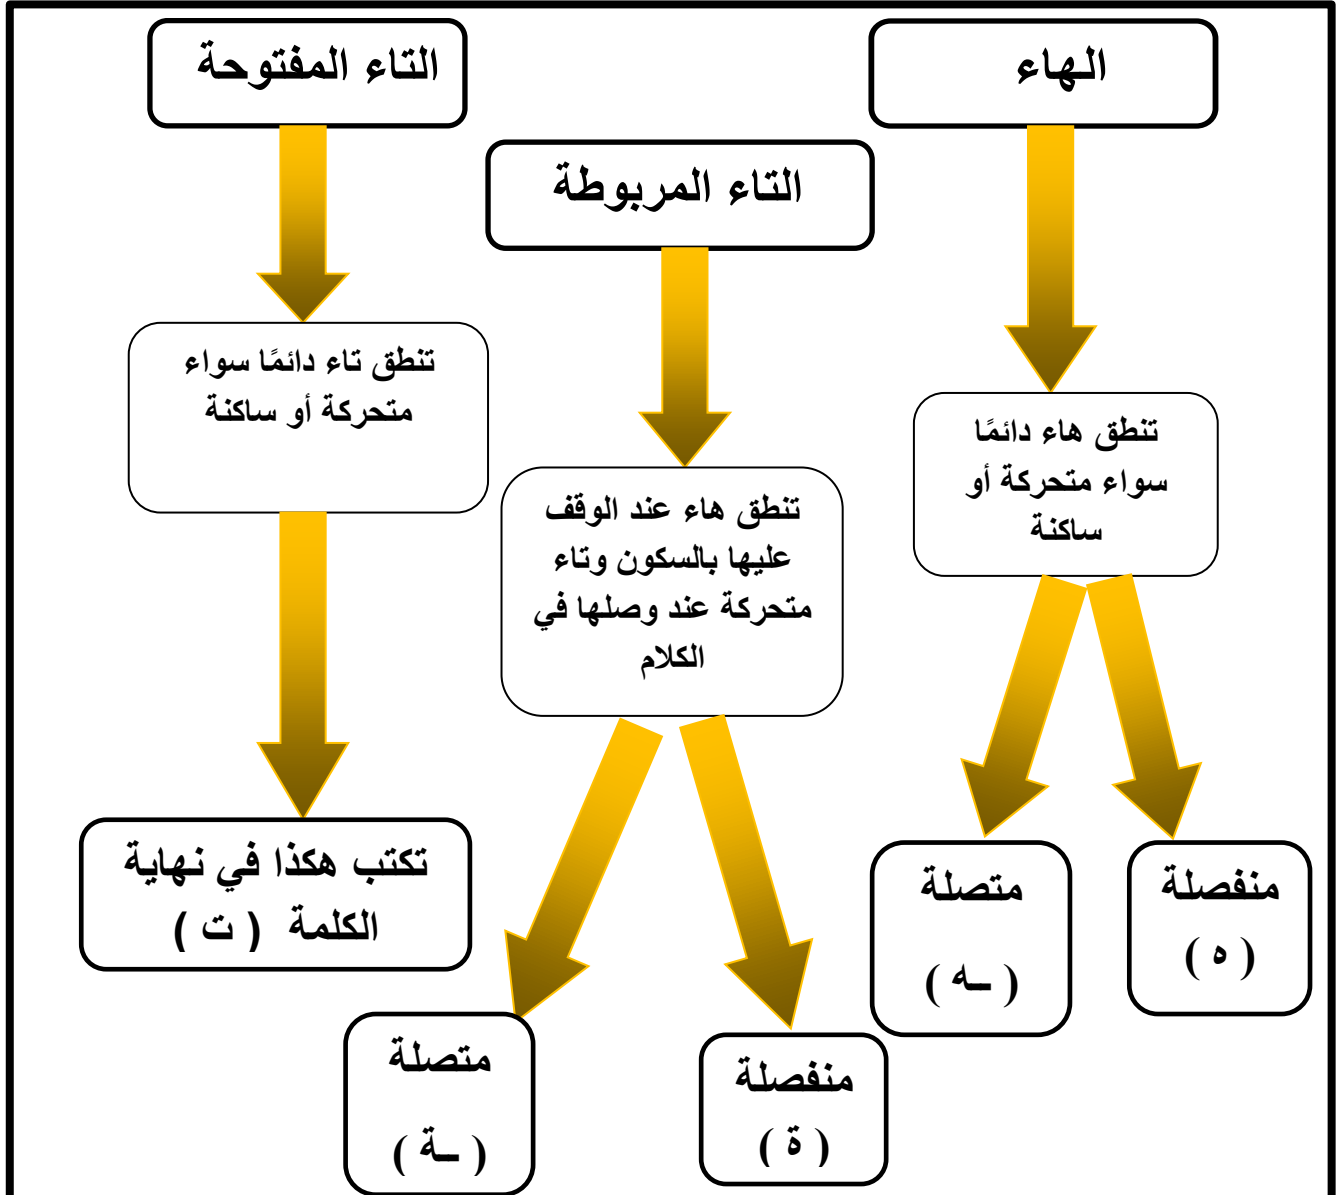 الهاء
تنطق هاء دائمًا
سواء متحركة أو
ساكنة
منفصلة
( ه )
متصلة
( ـه )
التاء المربوطة
تنطق هاء عند الوقف
عليها بالسكون وتاء
متحركة عند وصلها في
الكلام
منفصلة
( ة )
متصلة
( ـة )
التاء المفتوحة
تنطق تاء دائمًا سواء
متحركة أو ساكنة
تكتب هكذا في نهاية
الكلمة ( ت )